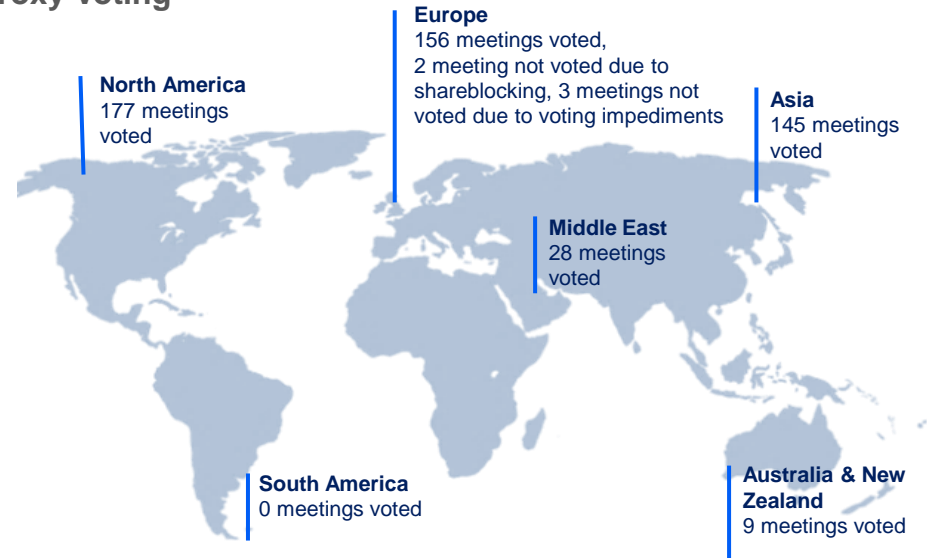 Europe
156 meetings voted,
2 meeting not voted due to
shareblocking, 3 meetings not
voted due to voting impediments
North America
177 meetings
voted
Asia
145 meetings
voted
Middle East
28 meetings
voted
South America
0 meetings voted
Australia & New
Zealand
9 meetings voted